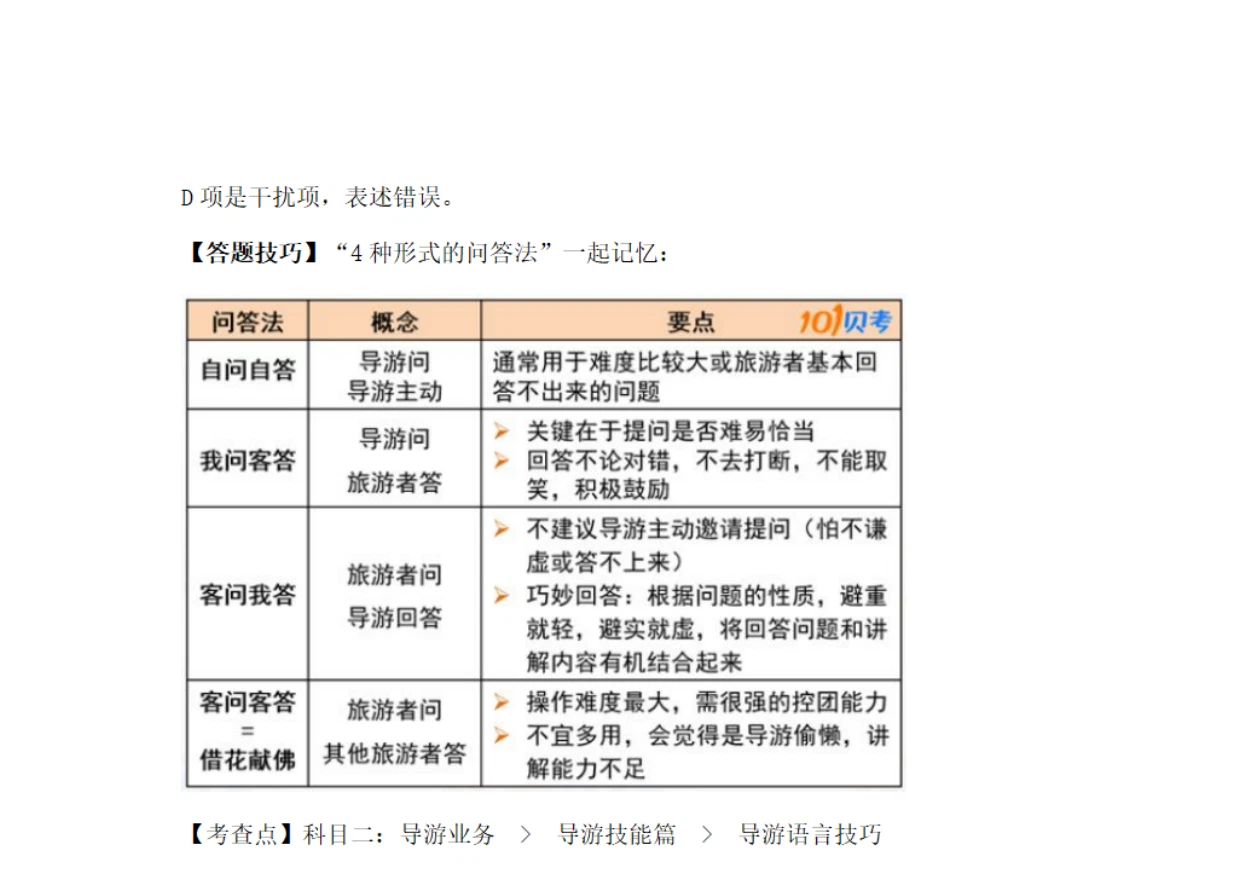 D 项是干扰项，表述错误。
【答题技巧】“4 种形式的问答法”一起记忆：
问答法 概念 要点 101贝考
自问自答
导游问
导游主动
通常用于难度比较大或旅游者基本回
答不出来的问题
我问客答
导游问
旅游者答
➢ 关键在于提问是否难易恰当
➢ 回答不论对错，不去打断，不能取
笑，积极鼓励
客问我答
旅游者问
导游回答
➢ 不建议导游主动邀请提问（怕不谦
虚或答不上来）
➢ 巧妙回答：根据问题的性质，避重
就轻，避实就虚，将回答问题和讲
解内容有机结合起来
客问客答
=
借花献佛
旅游者问
其他旅游者答
➢ 操作难度最大，需很强的控团能力
➢ 不宜多用，会觉得是导游偷懒，讲
解能力不足
【考查点】科目二：导游业务 > 导游技能篇 > 导游语言技巧